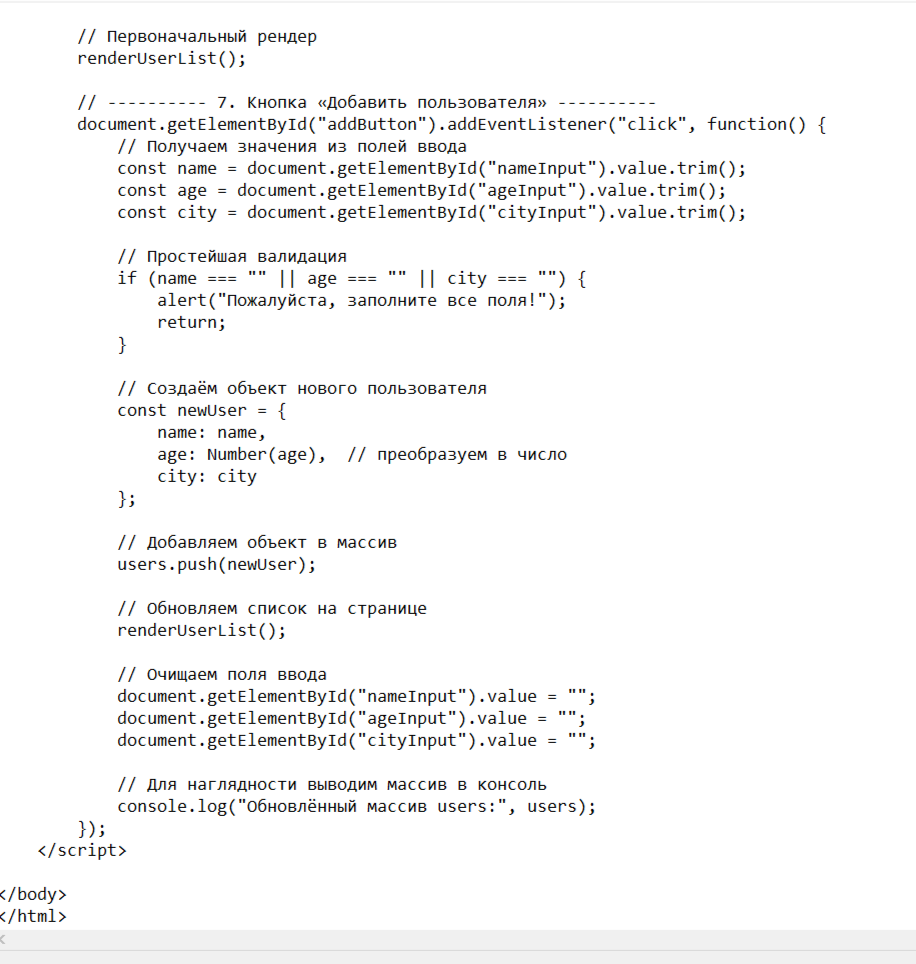 // Первоначальный рендер
renderUserList();
// ---------- 7. Кнопка «Добавить пользователя» ----------
document.getElementById("addButton").addEventListener("click", function() {
// Получаем значения из полей ввода
const name = document.getElementById("nameInput").value.trim();
const age = document.getElementById("ageInput").value.trim();
const city = document.getElementById("cityInput").value.trim();
// Простейшая валидация
if (name === "" || age === "" || city === "") {
alert("Пожалуйста, заполните все поля!");
return;
}
// Создаём объект нового пользователя
const newUser = {
name: name,
age: Number(age),  // преобразуем в число
city: city
};
// Добавляем объект в массив
users.push(newUser);
// Обновляем список на странице
renderUserList();
// Очищаем поля ввода
document.getElementById("nameInput").value = "";
document.getElementById("ageInput").value = "";
document.getElementById("cityInput").value = "";
// Для наглядности выводим массив в консоль
console.log("Обновлённый массив users:", users);
});
</script>
</body>
</html>